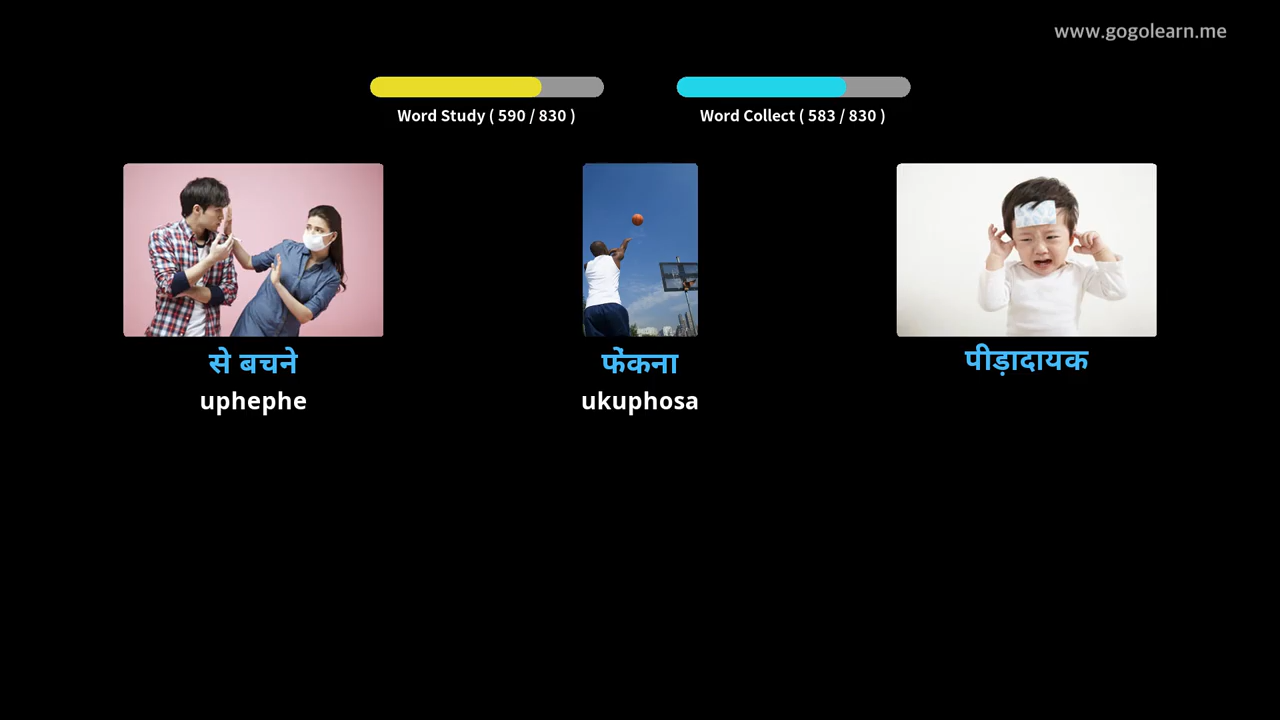 www.gogolearn.me
Word Study ( 590 / 830 )
Word Collect ( 583 / 830 )
से बचने
फेंकना
पीड़ादायक
uphephe
ukuphosa